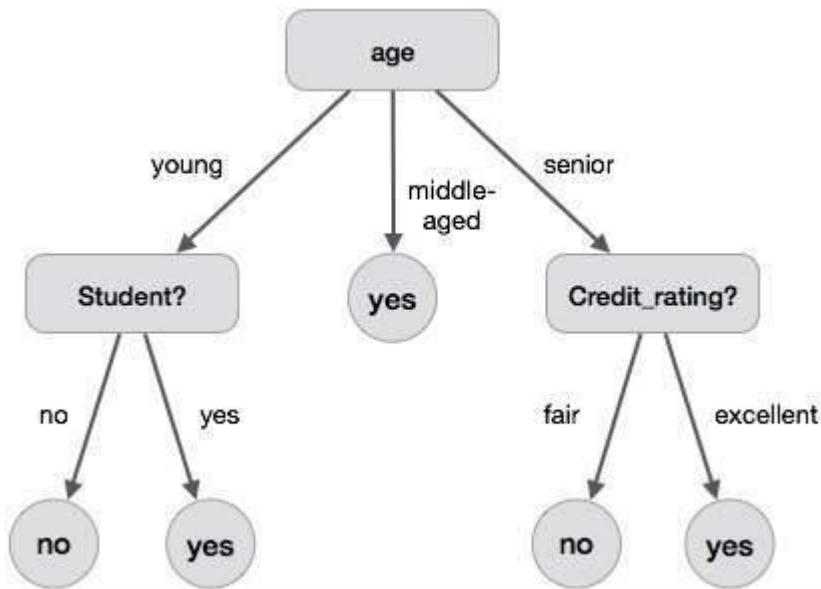 age
young
middle-
aged
senior
Student?
yes
Credit_rating?
no
yes
fair
excellent
no
yes
no
yes